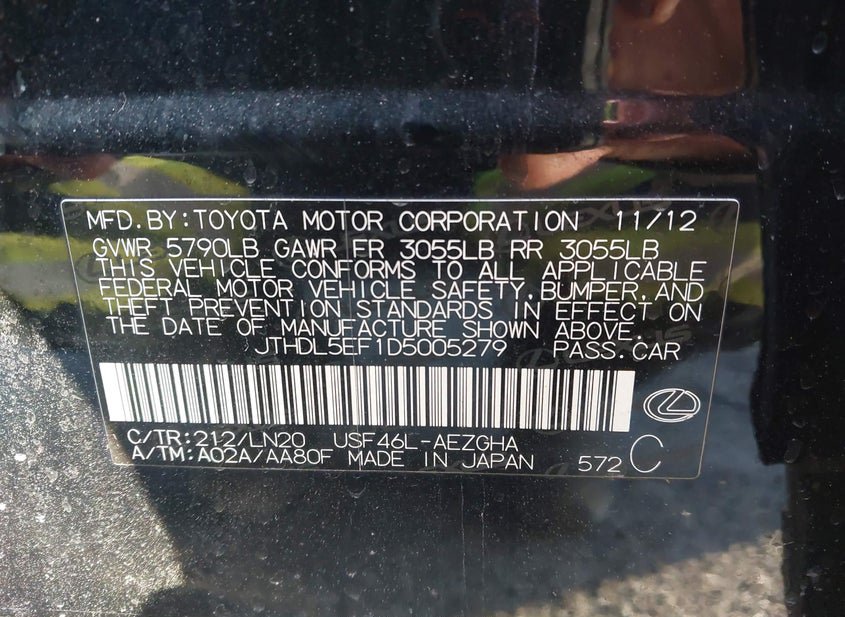 MFD.BY:TOYOTA MOTOR CORPORATION 11/12
GVWR 5790LB GAWR FR 3055LB RR 3055LB
THIS VEHICLE CONFORMS TO ALL APPLICABLE
FEDERAL MOTOR VEHICLE SAFETY,BUMPER,AND
THEFT PREVENTION STANDARDS IN EFFECT ON
THE DATE OF MANUFACTURE SHOWN ABOVE.
JTHDL5EF1D5005279 PASS.CAR
C/TR:212/LN20 USF46L-AEZGHA
A/TM:A02A/AA80F MADE IN JAPAN 572 C